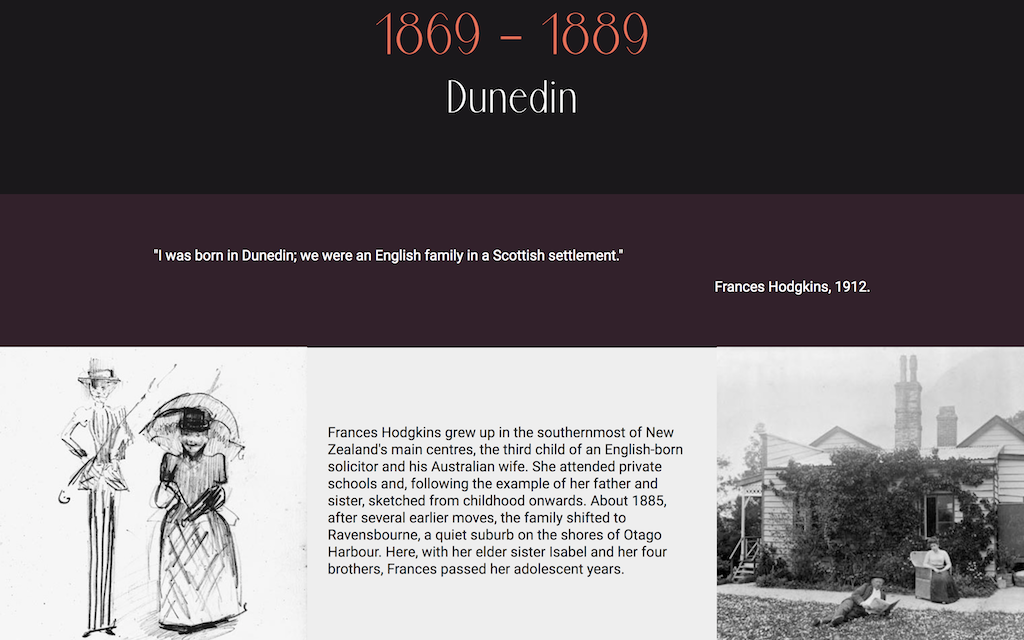 1869 – 1889
Dunedin
"I was born in Dunedin; we were an English family in a Scottish settlement."
Frances Hodgkins, 1912.
Frances Hodgkins grew up in the southernmost of New
Zealand's main centres, the third child of an English-born
solicitor and his Australian wife. She attended private
schools and, following the example of her father and
sister, sketched from childhood onwards. About 1885,
after several earlier moves, the family shifted to
Ravensbourne, a quiet suburb on the shores of Otago
Harbour. Here, with her elder sister Isabel and her four
brothers, Frances passed her adolescent years.